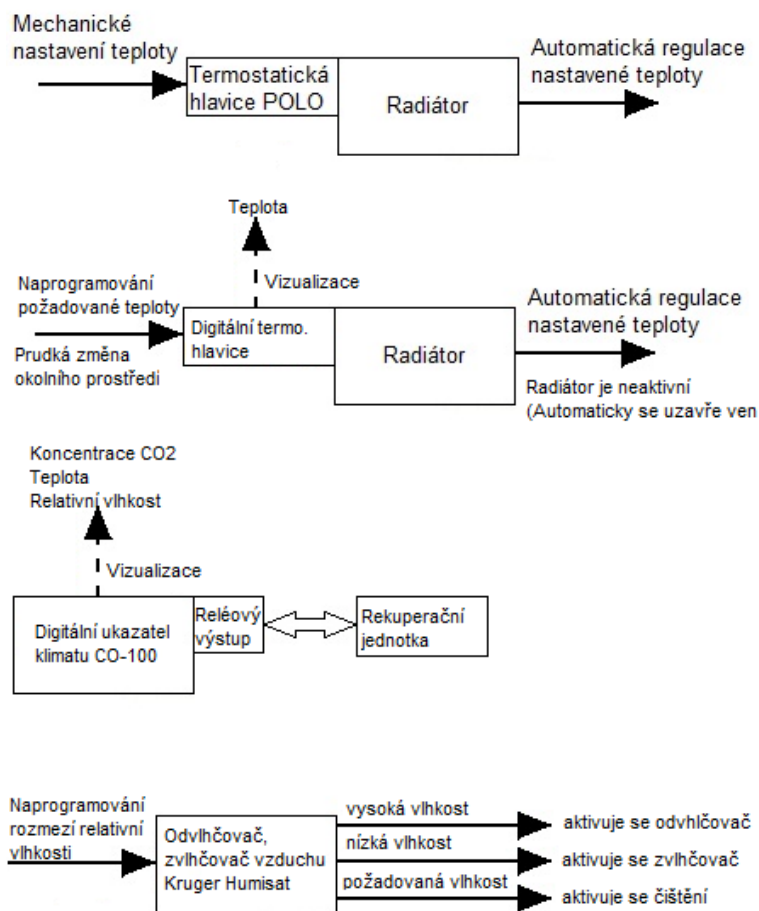 Mechanické
nastavení teploty
Termostatická
hlavice POLO
Radiátor
Automatická regulace
nastavené teploty
Teplota
Vizualizace
Naprogramování
požadované teploty
Prudká změna
okolního prostředi
Digitální termo.
hlavice
Radiátor
Automatická regulace
nastavené teploty
Radiátor je neaktivní
(Automaticky se uzavře ven
Koncentrace CO2
Teplota
Relativní vlhkost
Vizualizace
Digitální ukazatel
klimatu CO-100
Reléový
výstup
Rekuperační
jednotka
Naprogramování
rozmezí relativní
vlhkosti
Odvlhčovač,
zvlhčovač vzduchu
Kruger Humisat
vysoká vlhkost
aktivuje se odvhlčovač
nízká vlhkost
aktivuje se zvlhčovač
požadovaná vlhkost
aktivuje se čištění